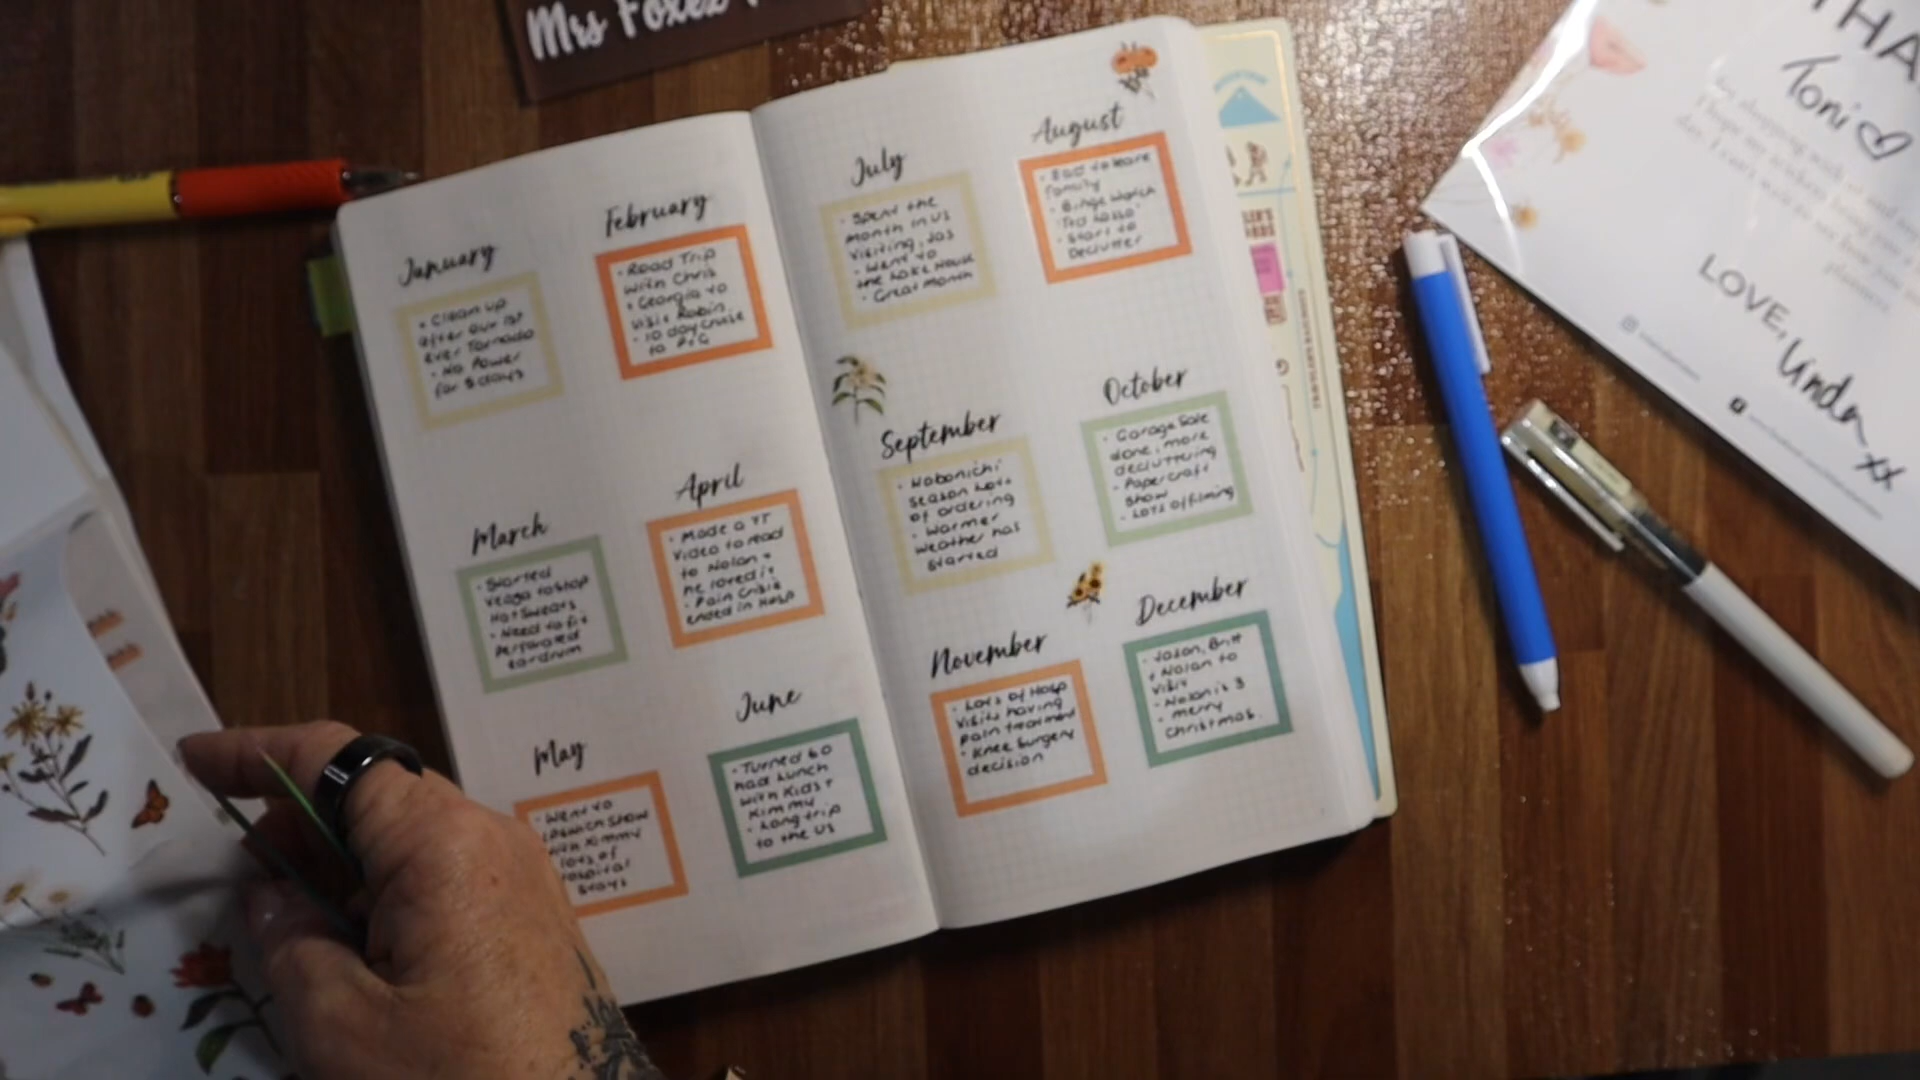 Mrs Foxes
January
• Clean up
after our 1st
ever Tornado
• No Power
for 5 days
February
• Road Trip
with Chris
+ Georgia to
visit Robin.
• 10 day cruise
to PNG
March
• Started
Veoza to stop
Hot Sweats
• Need to fix
Perforated
eardrum
April
• Made a YT
video to read
to Nolan +
he loved it
• Pain Crisis
ended in Hosp
May
• Went to
Ipswich Show
with Kimmy
lots of
hospital
stays
June
• Turned 60
had Lunch
with Kids +
Kimmy
• Long trip
to the US
July
• Spent the
month in US
visiting Jas
• Went to
the Lake House
• Great month
August
• Sad to leave
family
• Binge Watch
'Ted Lasso'
• Start to
Declutter
September
• Hobonichi
season lots
of ordering
• Warmer
weather has
started
October
• Garage Sale
done, more
decluttering
• Papercraft
show
• Lots of filming
November
• Lots of Hosp
visits having
pain treatment
• Knee Surgery
decision
December
• Jason, Britt
+ Nolan to
visit
• Nolan is 3
• merry
christmas.
THA
Toni
LOVE,
xx